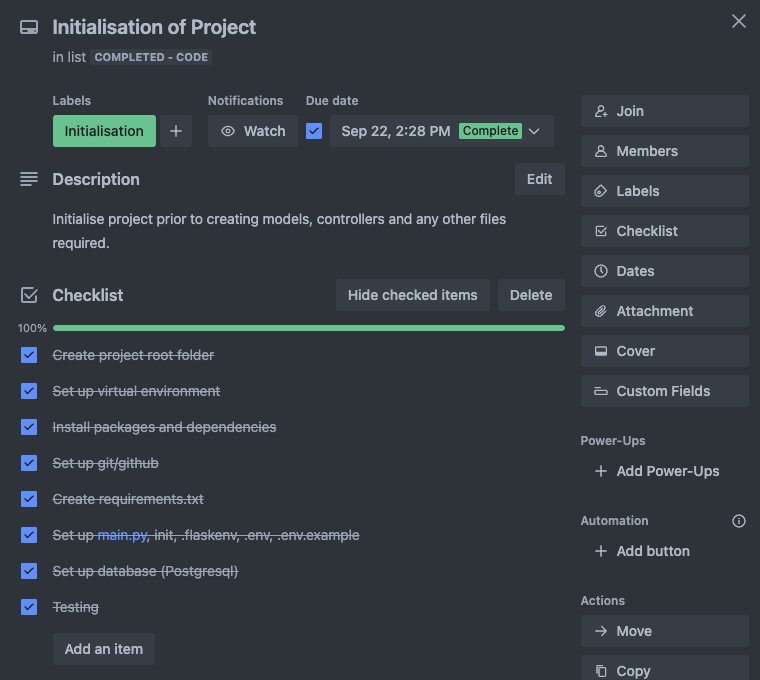 Initialisation of Project
in list COMPLETED - CODE
Labels
Notifications
Due date
Initialisation
Watch
Sep 22, 2:28 PM Complete
Description
Edit
Initialise project prior to creating models, controllers and any other files
required.
Checklist
Hide checked items
Delete
100%
Create project root folder
Set up virtual environment
Install packages and dependencies
Set up git/github
Create requirements.txt
Set up main.py, init, .flaskenv, .env, .env.example
Set up database (Postgresql)
Testing
Add an item
Join
Members
Labels
Checklist
Dates
Attachment
Cover
Custom Fields
Power-Ups
Add Power-Ups
Automation
Add button
Actions
Move
Copy